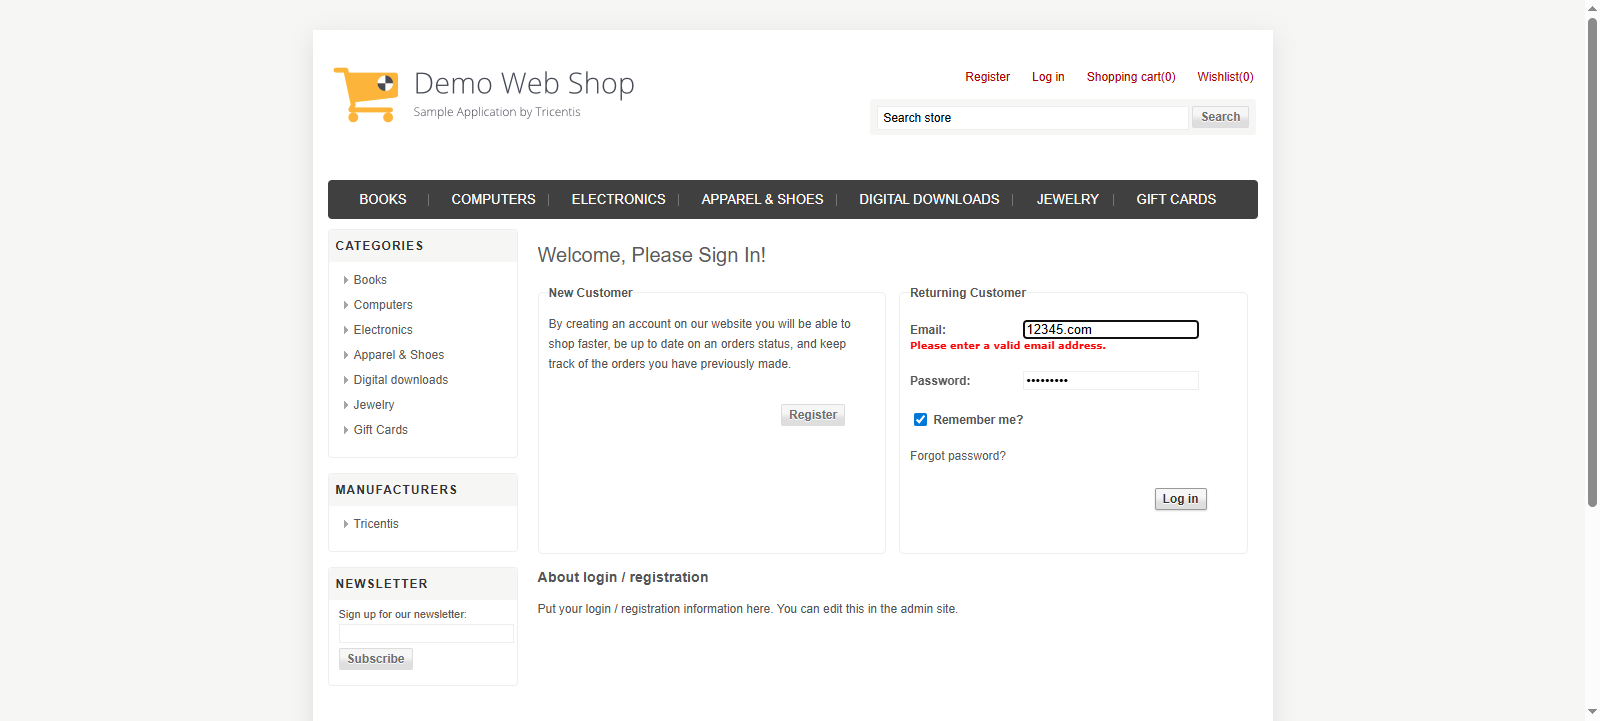 Demo Web Shop
Sample Application by Tricentis
Register Log in Shopping cart(0) Wishlist(0)
Search store Search
BOOKS COMPUTERS ELECTRONICS APPAREL & SHOES DIGITAL DOWNLOADS JEWELRY GIFT CARDS
CATEGORIES
Books
Computers
Electronics
Apparel & Shoes
Digital downloads
Jewelry
Gift Cards
MANUFACTURERS
Tricentis
NEWSLETTER
Sign up for our newsletter:
Subscribe
Welcome, Please Sign In!
New Customer
By creating an account on our website you will be able to
shop faster, be up to date on an orders status, and keep
track of the orders you have previously made.
Register
Returning Customer
Email: 12345.com
Please enter a valid email address.
Password: •••••••••
Remember me?
Forgot password?
Log in
About login / registration
Put your login / registration information here. You can edit this in the admin site.